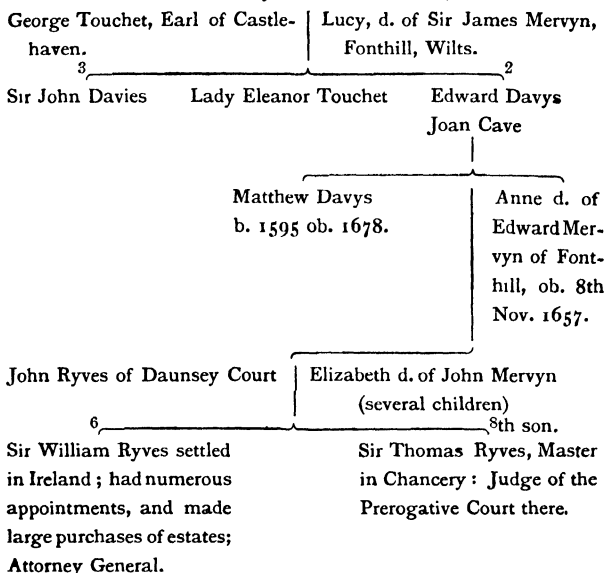 George Touchet, Earl of Castle-
haven.
Lucy, d. of Sir James Mervyn,
Fonthill, Wilts.
3
2
Sir John Davies
Lady Eleanor Touchet
Edward Davys
Joan Cave
Matthew Davys
b. 1595 ob. 1678.
Anne d. of
Edward Mer-
vyn of Font-
hill, ob. 8th
Nov. 1657.
John Ryves of Daunsey Court
Elizabeth d. of John Mervyn
(several children)
6
8th son.
Sir William Ryves settled
in Ireland; had numerous
appointments, and made
large purchases of estates;
Attorney General.
Sir Thomas Ryves, Master
in Chancery: Judge of the
Prerogative Court there.